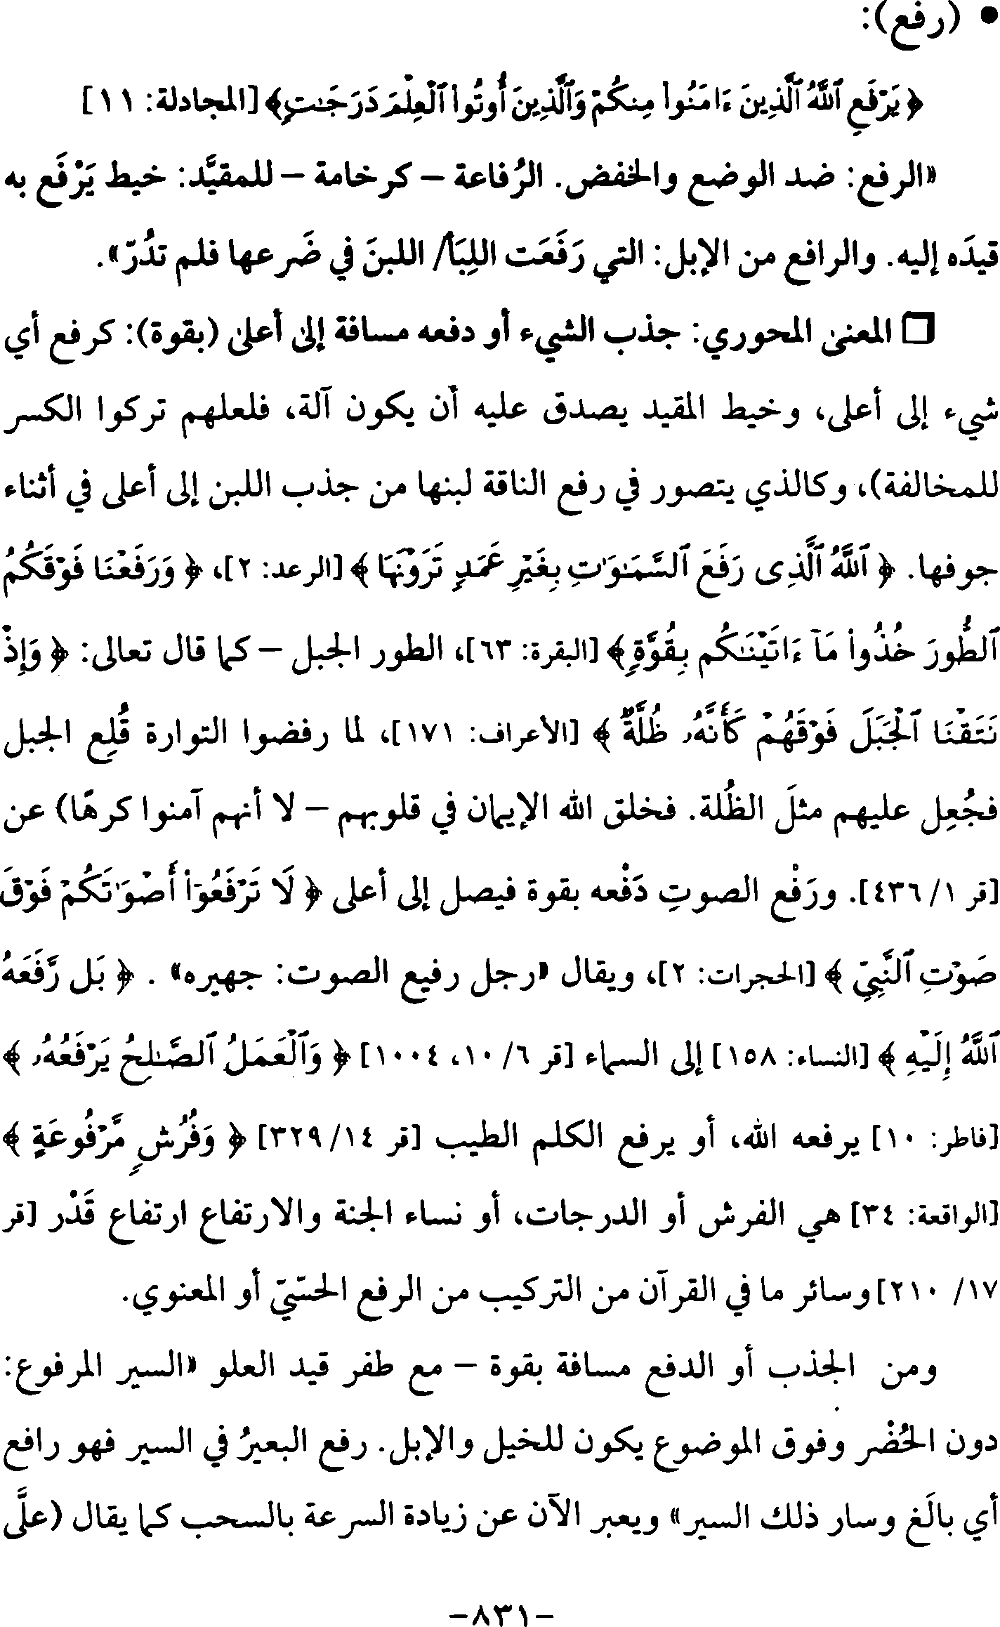 • (رفع):
﴿يَرْفَعِ ٱللَّهُ ٱلَّذِينَ ءَامَنُوا۟ مِنكُمْ وَٱلَّذِينَ أُوتُوا۟ ٱلْعِلْمَ دَرَجَـٰتٍ﴾ [المجادلة: ١١]
«الرفع: ضد الوضع والخفض. الرُفاعة – كرخامة – للمقيَّد: خيط يَرْفَع به
قيدَه إليه. والرافع من الإبل: التي رَفَعَت اللِبَأ/ اللبنَ في ضَرعها فلم تدُرّ».
❏ المعنى المحوري: جذب الشيء أو دفعه مسافة إلى أعلى (بقوة): كرفع أي
شيء إلى أعلى، وخيط المقيد يصدق عليه أن يكون آلة، فلعلهم تركوا الكسر
للمخالفة)، وكالذي يتصور في رفع الناقة لبنها من جذب اللبن إلى أعلى في أثناء
جوفها. ﴿ٱللَّهُ ٱلَّذِى رَفَعَ ٱلسَّمَـٰوَٰتِ بِغَيْرِ عَمَدٍ تَرَوْنَهَا﴾ [الرعد: ٢]، ﴿وَرَفَعْنَا فَوْقَكُمُ
ٱلطُّورَ خُذُوا۟ مَآ ءَاتَيْنَـٰكُم بِقُوَّةٍ﴾ [البقرة: ٦٣]، الطور الجبل – كما قال تعالى: ﴿وَإِذْ
نَتَقْنَا ٱلْجَبَلَ فَوْقَهُمْ كَأَنَّهُۥ ظُلَّةٌ﴾ [الأعراف: ١٧١]، لما رفضوا التوارة قُلِع الجبل
فجُعِل عليهم مثلَ الظُلة. فخلق الله الإيمان في قلوبهم – لا أنهم آمنوا كرهًا) عن
[قر ١/ ٤٣٦]. ورَفْع الصوتِ دَفْعه بقوة فيصل إلى أعلى ﴿لَا تَرْفَعُوٓا۟ أَصْوَٰتَكُمْ فَوْقَ
صَوْتِ ٱلنَّبِىِّ﴾ [الحجرات: ٢]، ويقال «رجل رفيع الصوت: جهيره» . ﴿بَل رَّفَعَهُ
ٱللَّهُ إِلَيْهِ﴾ [النساء: ١٥٨] إلى السماء [قر ٦/ ١٠، ١٠٠٤] ﴿وَٱلْعَمَلُ ٱلصَّـٰلِحُ يَرْفَعُهُۥ﴾
[فاطر: ١٠] يرفعه الله، أو يرفع الكلم الطيب [قر ١٤/ ٣٢٩] ﴿وَفُرُشٍ مَّرْفُوعَةٍ﴾
[الواقعة: ٣٤] هي الفرش أو الدرجات، أو نساء الجنة والارتفاع ارتفاع قَدْر [قر
١٧/ ٢١٠] وسائر ما في القرآن من التركيب من الرفع الحسّيّ أو المعنوي.
ومن الجذب أو الدفع مسافة بقوة – مع طفر قيد العلو «السير المرفوع:
دون الحُضْر وفوق الموضوع يكون للخيل والإبل. رفع البعيرُ في السير فهو رافع
أي بالَغ وسار ذلك السير» ويعبر الآن عن زيادة السرعة بالسحب كما يقال (علَّى
-٨٣١-